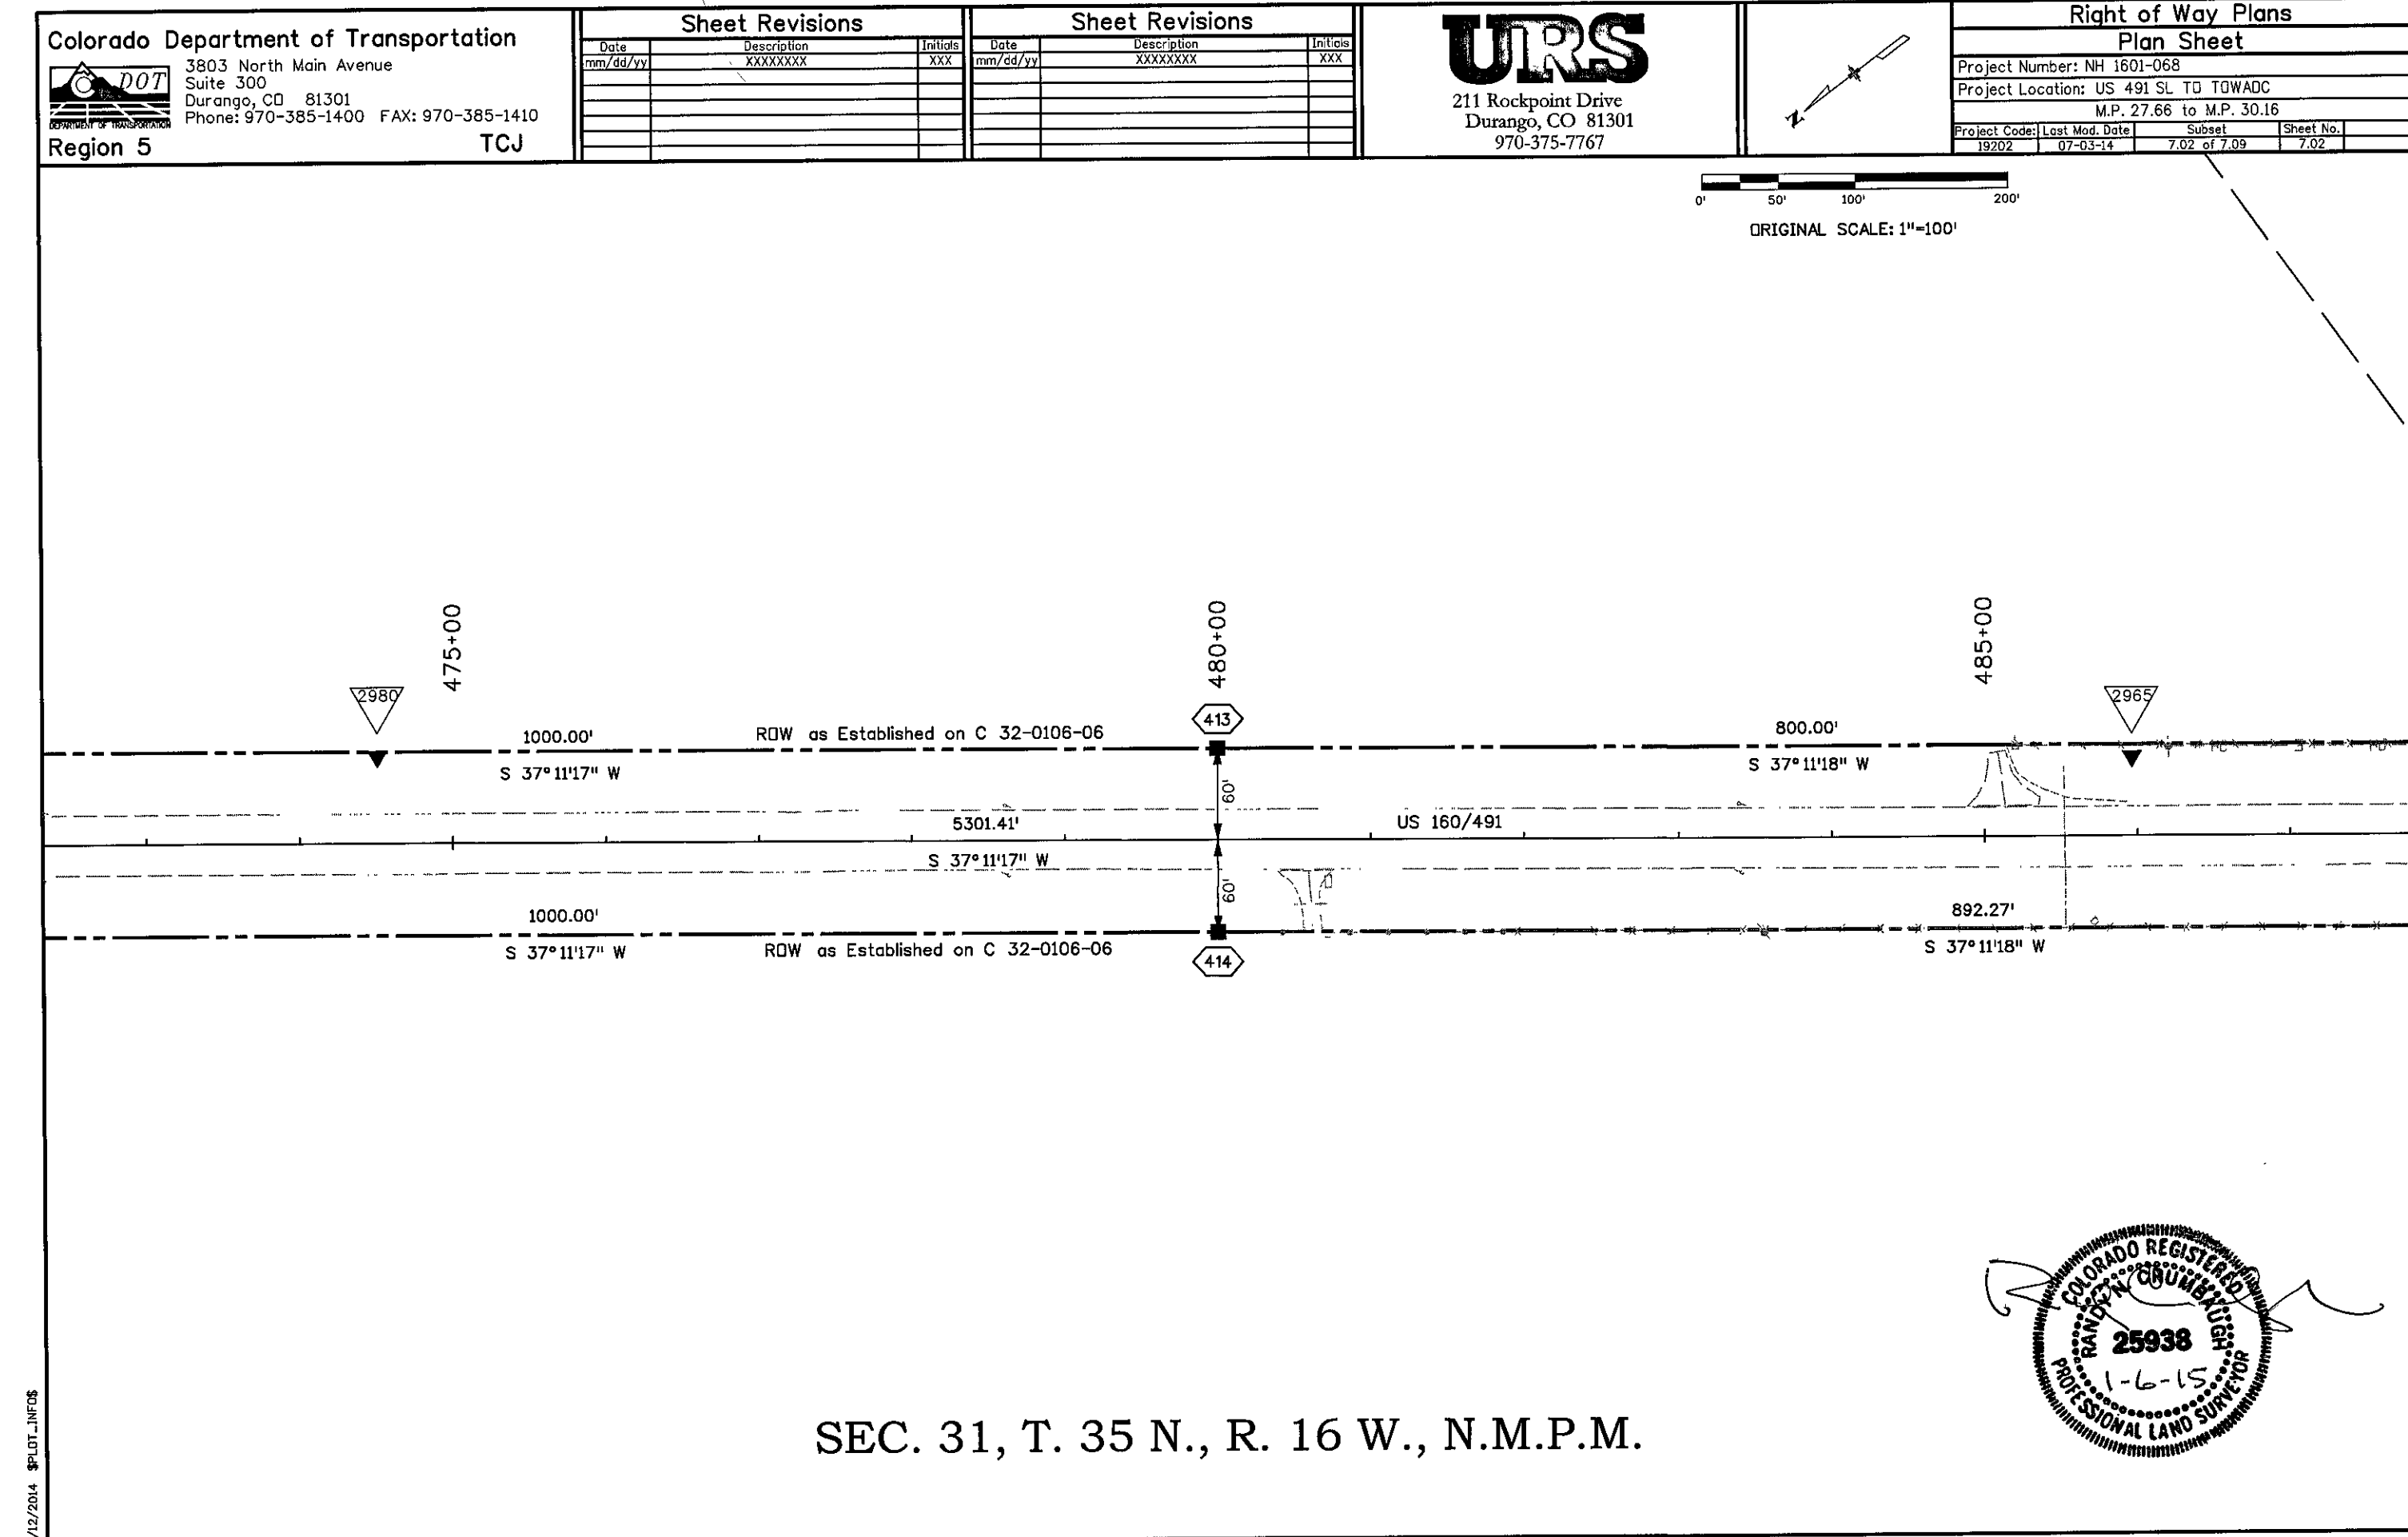 Colorado Department of Transportation
DOT
DEPARTMENT OF TRANSPORTATION
3803 North Main Avenue
Suite 300
Durango, CO 81301
Phone: 970-385-1400 FAX: 970-385-1410
Region 5 TCJ
Sheet Revisions
Date Description Initials
mm/dd/yy XXXXXXXX XXX
Sheet Revisions
Date Description Initials
mm/dd/yy XXXXXXXX XXX
URS
211 Rockpoint Drive
Durango, CO 81301
970-375-7767
N
Right of Way Plans
Plan Sheet
Project Number: NH 1601-068
Project Location: US 491 SL TO TOWAOC
M.P. 27.66 to M.P. 30.16
Project Code: Last Mod. Date Subset Sheet No.
19202 07-03-14 7.02 of 7.09 7.02
0' 50' 100' 200'
ORIGINAL SCALE: 1"=100'
475+00
480+00
485+00
2980
413
2965
1000.00'
ROW as Established on C 32-0106-06
800.00'
S 37°11'17" W
S 37°11'18" W
60'
5301.41'
US 160/491
S 37°11'17" W
60'
1000.00'
892.27'
S 37°11'17" W
ROW as Established on C 32-0106-06
S 37°11'18" W
414
COLORADO REGISTERED
RANDY N. CRUMBAUGH
25938
1-6-15
PROFESSIONAL LAND SURVEYOR
SEC. 31, T. 35 N., R. 16 W., N.M.P.M.
/12/2014 $PLOT_INFO$